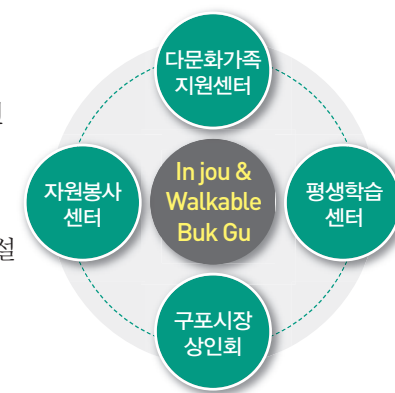 다문화가족
지원센터
자원봉사
센터
In jou &
Walkable
Buk Gu
평생학습
센터
설
구포시장
상인회